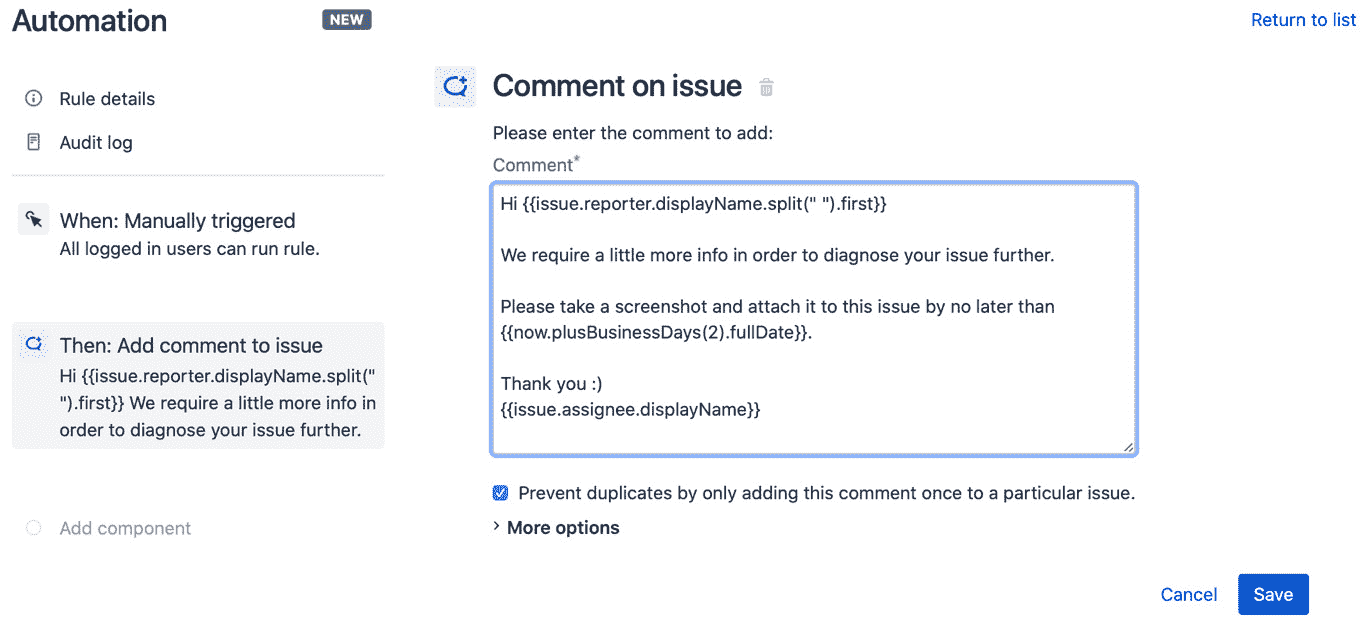 Automation
NEW
Return to list
Rule details
Audit log
When: Manually triggered
All logged in users can run rule.
Then: Add comment to issue
Hi {{issue.reporter.displayName.split("
").first}} We require a little more info in
order to diagnose your issue further.
Add component
Comment on issue
Please enter the comment to add:
Comment*
Hi {{issue.reporter.displayName.split(" ").first}}
We require a little more info in order to diagnose your issue further.
Please take a screenshot and attach it to this issue by no later than
{{now.plusBusinessDays(2).fullDate}}.
Thank you :)
{{issue.assignee.displayName}}
Prevent duplicates by only adding this comment once to a particular issue.
More options
Cancel
Save